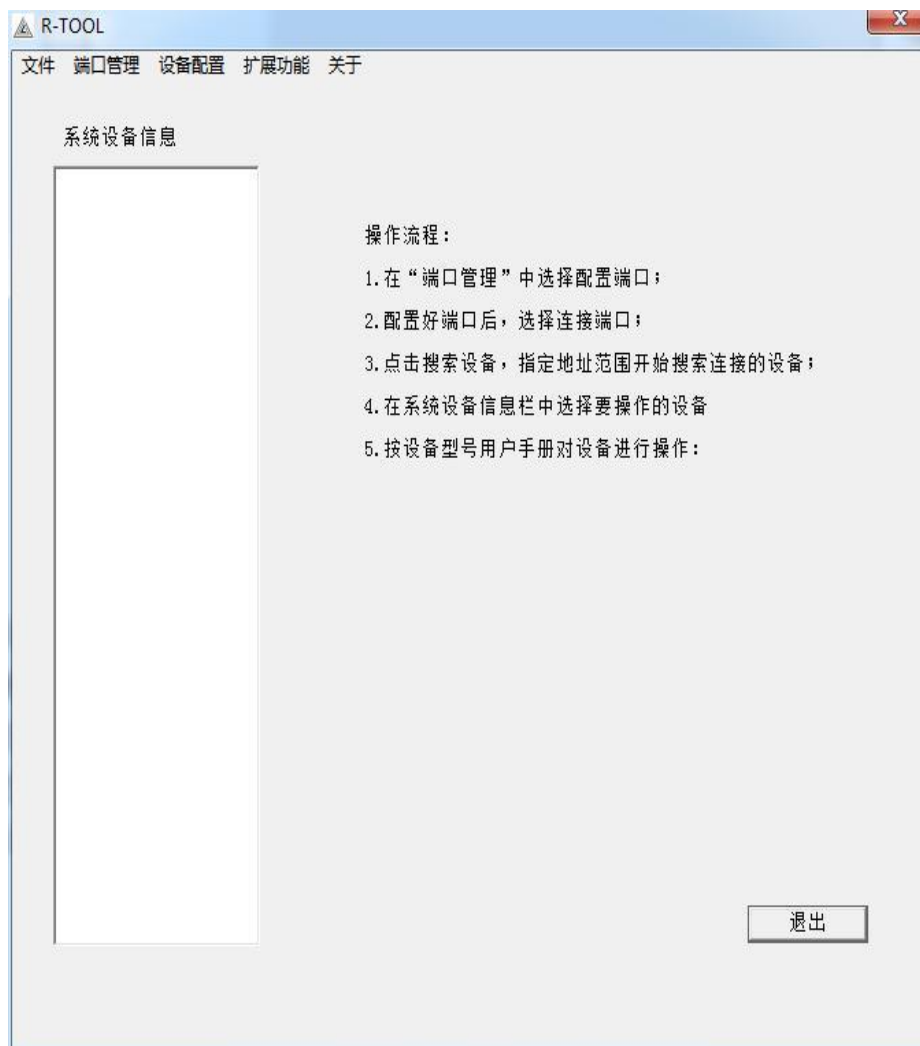 R-TOOL
X
文件 端口管理 设备配置 扩展功能 关于
系统设备信息
操作流程：
1.在“端口管理”中选择配置端口；
2.配置好端口后，选择连接端口；
3.点击搜索设备，指定地址范围开始搜索连接的设备；
4.在系统设备信息栏中选择要操作的设备
5.按设备型号用户手册对设备进行操作：
退出